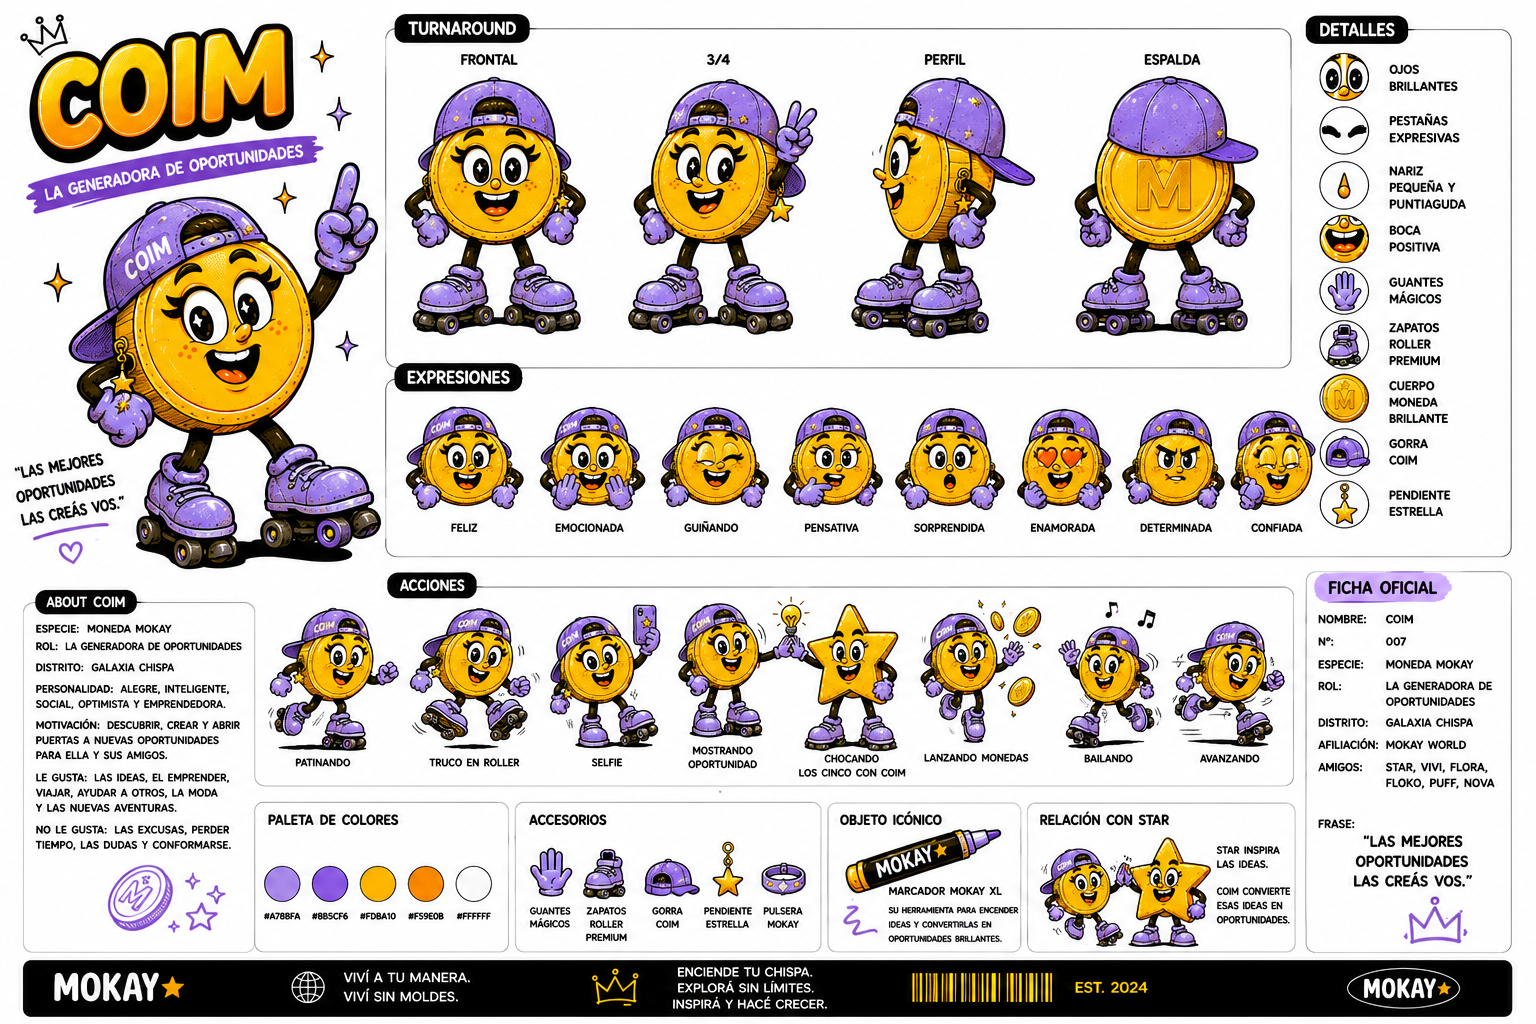 COIM
LA GENERADORA DE OPORTUNIDADES
COIM
"LAS MEJORES
OPORTUNIDADES
LAS CREÁS VOS."
TURNAROUND
FRONTAL
3/4
PERFIL
ESPALDA
M
EXPRESIONES
COIM
COIM
FELIZ
EMOCIONADA
GUIÑANDO
PENSATIVA
SORPRENDIDA
ENAMORADA
DETERMINADA
CONFIADA
DETALLES
OJOS
BRILLANTES
PESTAÑAS
EXPRESIVAS
NARIZ
PEQUEÑA Y
PUNTIAGUDA
BOCA
POSITIVA
GUANTES
MÁGICOS
ZAPATOS
ROLLER
PREMIUM
M
CUERPO
MONEDA
BRILLANTE
GORRA
COIM
PENDIENTE
ESTRELLA
ABOUT COIM
ESPECIE: MONEDA MOKAY
ROL: LA GENERADORA DE OPORTUNIDADES
DISTRITO: GALAXIA CHISPA
PERSONALIDAD: ALEGRE, INTELIGENTE,
SOCIAL, OPTIMISTA Y EMPRENDEDORA.
MOTIVACIÓN: DESCUBRIR, CREAR Y ABRIR
PUERTAS A NUEVAS OPORTUNIDADES
PARA ELLA Y SUS AMIGOS.
LE GUSTA: LAS IDEAS, EL EMPRENDER,
VIAJAR, AYUDAR A OTROS, LA MODA
Y LAS NUEVAS AVENTURAS.
NO LE GUSTA: LAS EXCUSAS, PERDER
TIEMPO, LAS DUDAS Y CONFORMARSE.
M
ACCIONES
COIM
COIM
COIM
COIM
COIM
COIM
COIM
PATINANDO
TRUCO EN ROLLER
SELFIE
MOSTRANDO
OPORTUNIDAD
CHOCANDO
LOS CINCO CON COIM
LANZANDO MONEDAS
BAILANDO
AVANZANDO
PALETA DE COLORES
#A78BFA
#8B5CF6
#FDBA10
#F59E0B
#FFFFFF
ACCESORIOS
GUANTES
MÁGICOS
ZAPATOS
ROLLER
PREMIUM
GORRA
COIM
PENDIENTE
ESTRELLA
PULSERA
MOKAY
OBJETO ICÓNICO
MOKAY
MARCADOR MOKAY XL
SU HERRAMIENTA PARA ENCENDER
IDEAS Y CONVERTIRLAS EN
OPORTUNIDADES BRILLANTES.
RELACIÓN CON STAR
COIM
STAR INSPIRA
LAS IDEAS.
COIM CONVIERTE
ESAS IDEAS EN
OPORTUNIDADES.
FICHA OFICIAL
NOMBRE: COIM
Nº: 007
ESPECIE: MONEDA MOKAY
ROL: LA GENERADORA DE
OPORTUNIDADES
DISTRITO: GALAXIA CHISPA
AFILIACIÓN: MOKAY WORLD
AMIGOS: STAR, VIVI, FLORA,
FLOKO, PUFF, NOVA
FRASE:
"LAS MEJORES
OPORTUNIDADES
LAS CREÁS VOS."
MOKAY
VIVÍ A TU MANERA.
VIVÍ SIN MOLDES.
ENCIENDE TU CHISPA.
EXPLORÁ SIN LÍMITES.
INSPIRÁ Y HACÉ CRECER.
EST. 2024
MOKAY